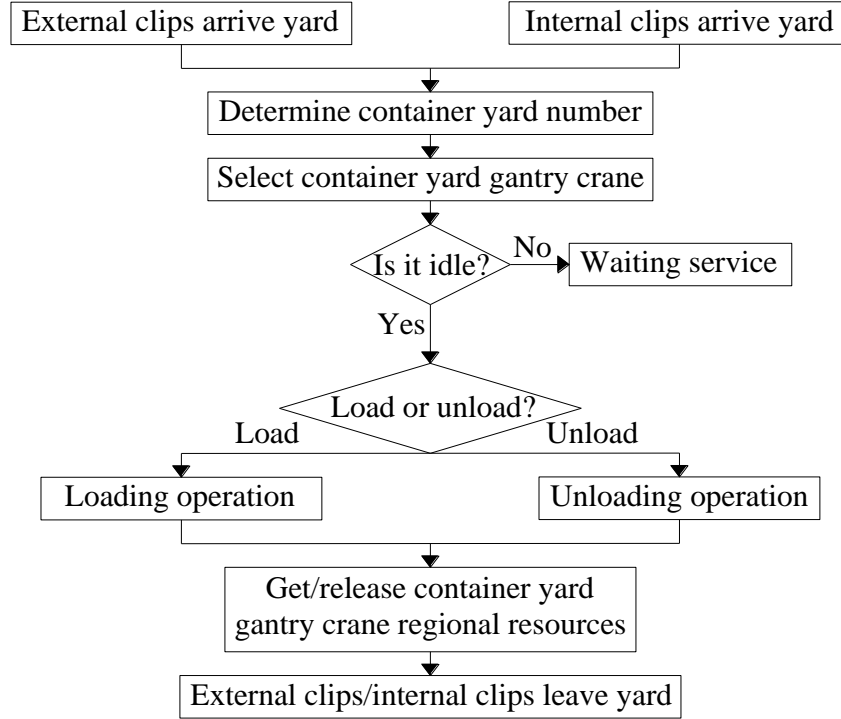 External clips arrive yard
Internal clips arrive yard
Determine container yard number
Select container yard gantry crane
Is it idle?
No
Waiting service
Yes
Load or unload?
Load
Unload
Loading operation
Unloading operation
Get/release container yard
gantry crane regional resources
External clips/internal clips leave yard